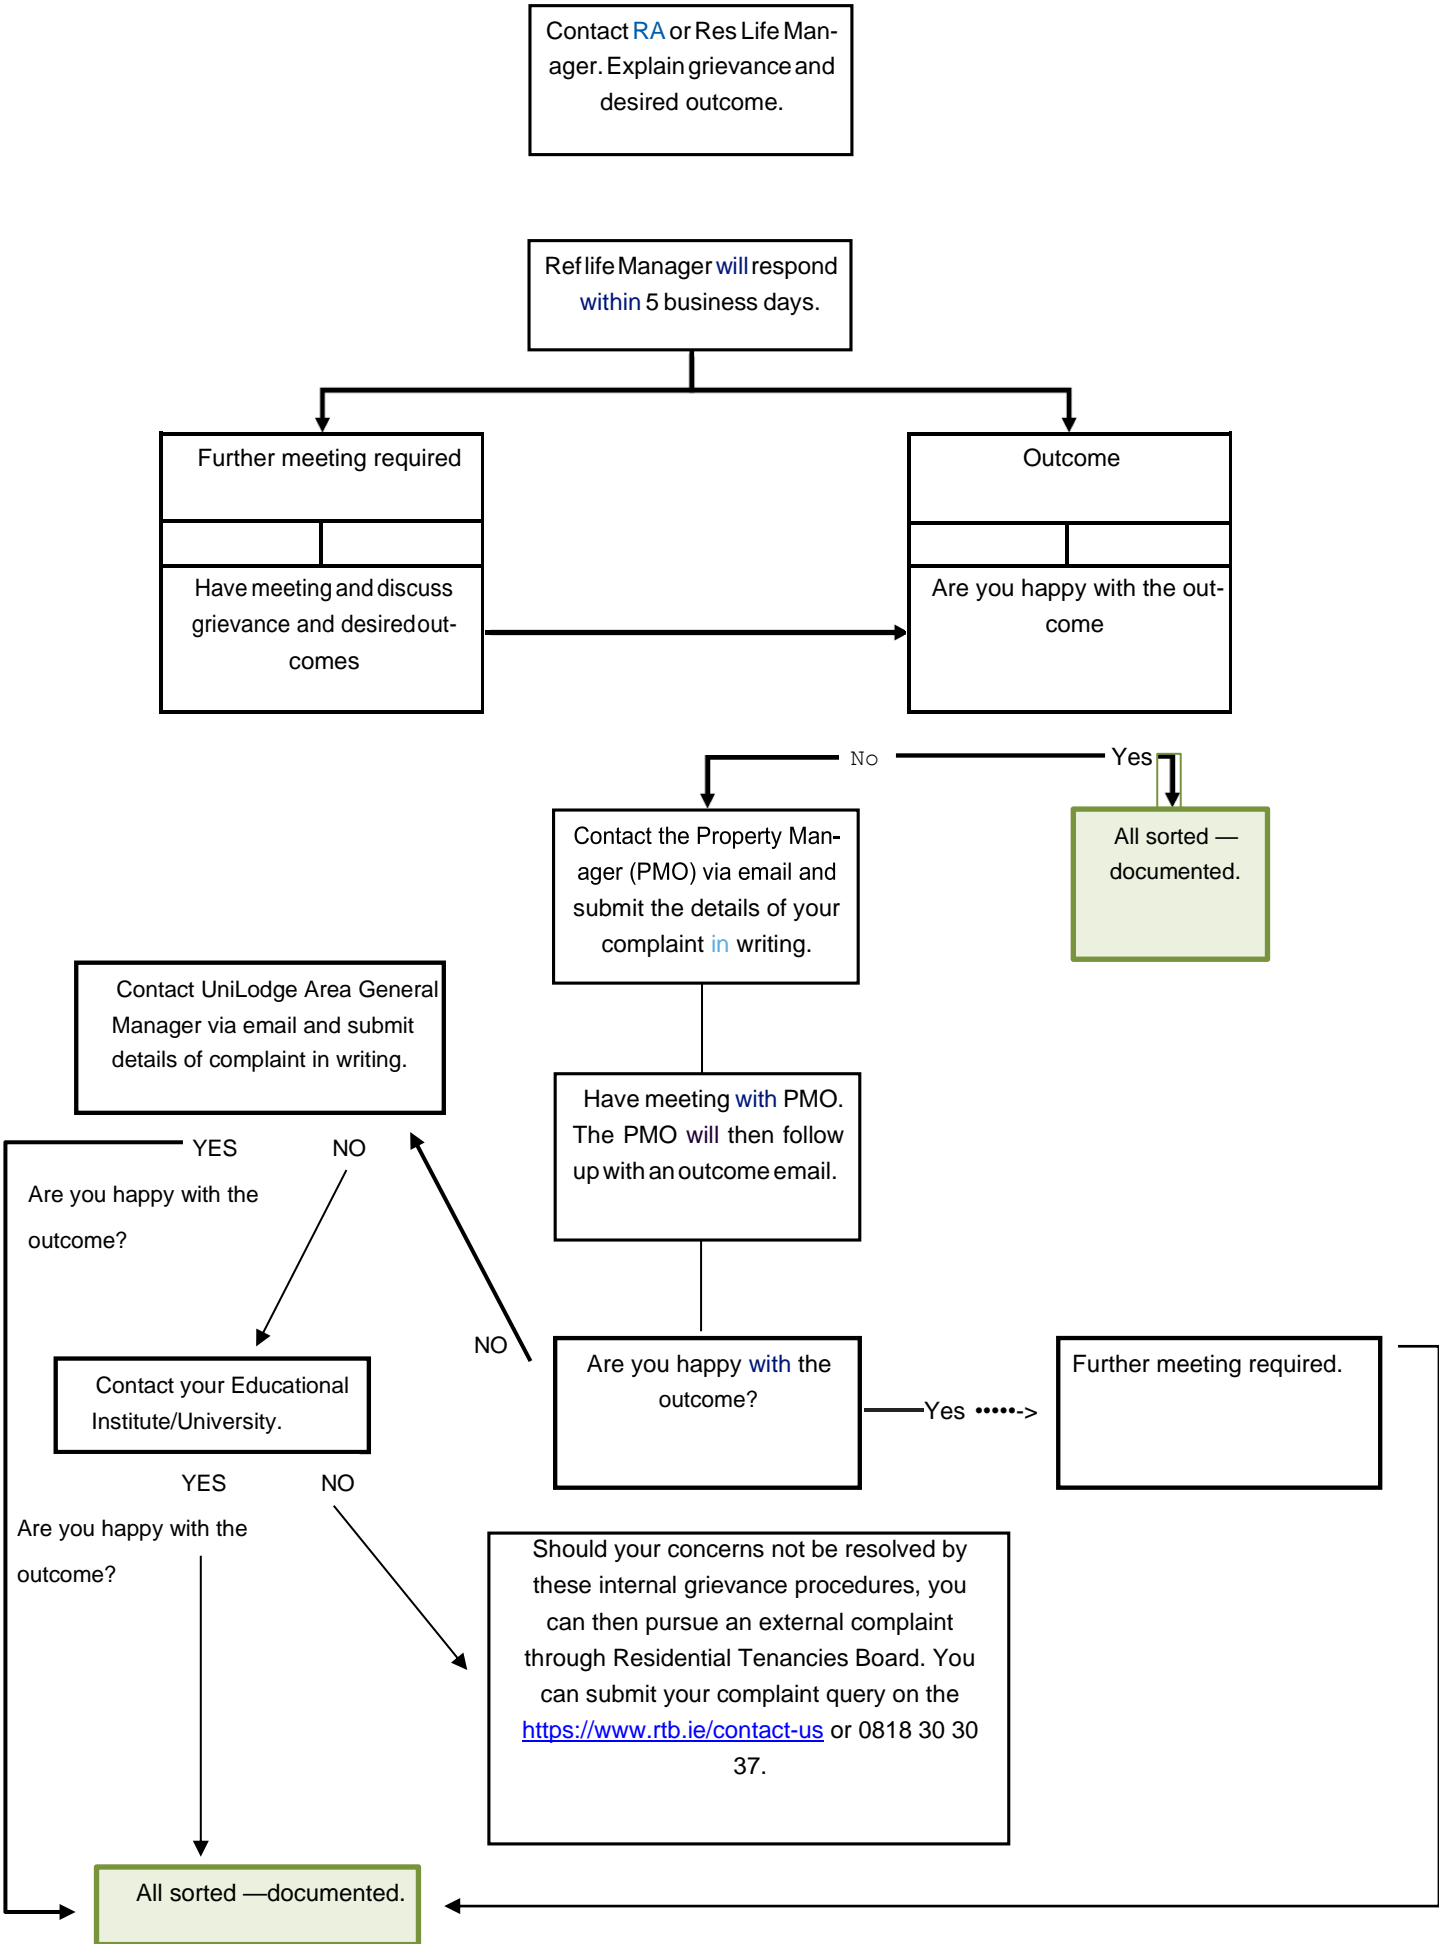 Contact RA or Res Life Man-
ager. Explain grievance and
desired outcome.
Ref life Manager will respond
within 5 business days.
Further meeting required
Outcome
Have meeting and discuss
grievance and desired out-
comes
Are you happy with the out-
come
No
Yes
Contact the Property Man-
ager (PMO) via email and
submit the details of your
complaint in writing.
All sorted —
documented.
Contact UniLodge Area General
Manager via email and submit
details of complaint in writing.
Have meeting with PMO.
The PMO will then follow
up with an outcome email.
YES
NO
Are you happy with the
outcome?
NO
Are you happy with the
outcome?
Yes •••••->
Further meeting required.
Contact your Educational
Institute/University.
YES
NO
Are you happy with the
outcome?
Should your concerns not be resolved by
these internal grievance procedures, you
can then pursue an external complaint
through Residential Tenancies Board. You
can submit your complaint query on the
https://www.rtb.ie/contact-us or 0818 30 30
37.
All sorted —documented.